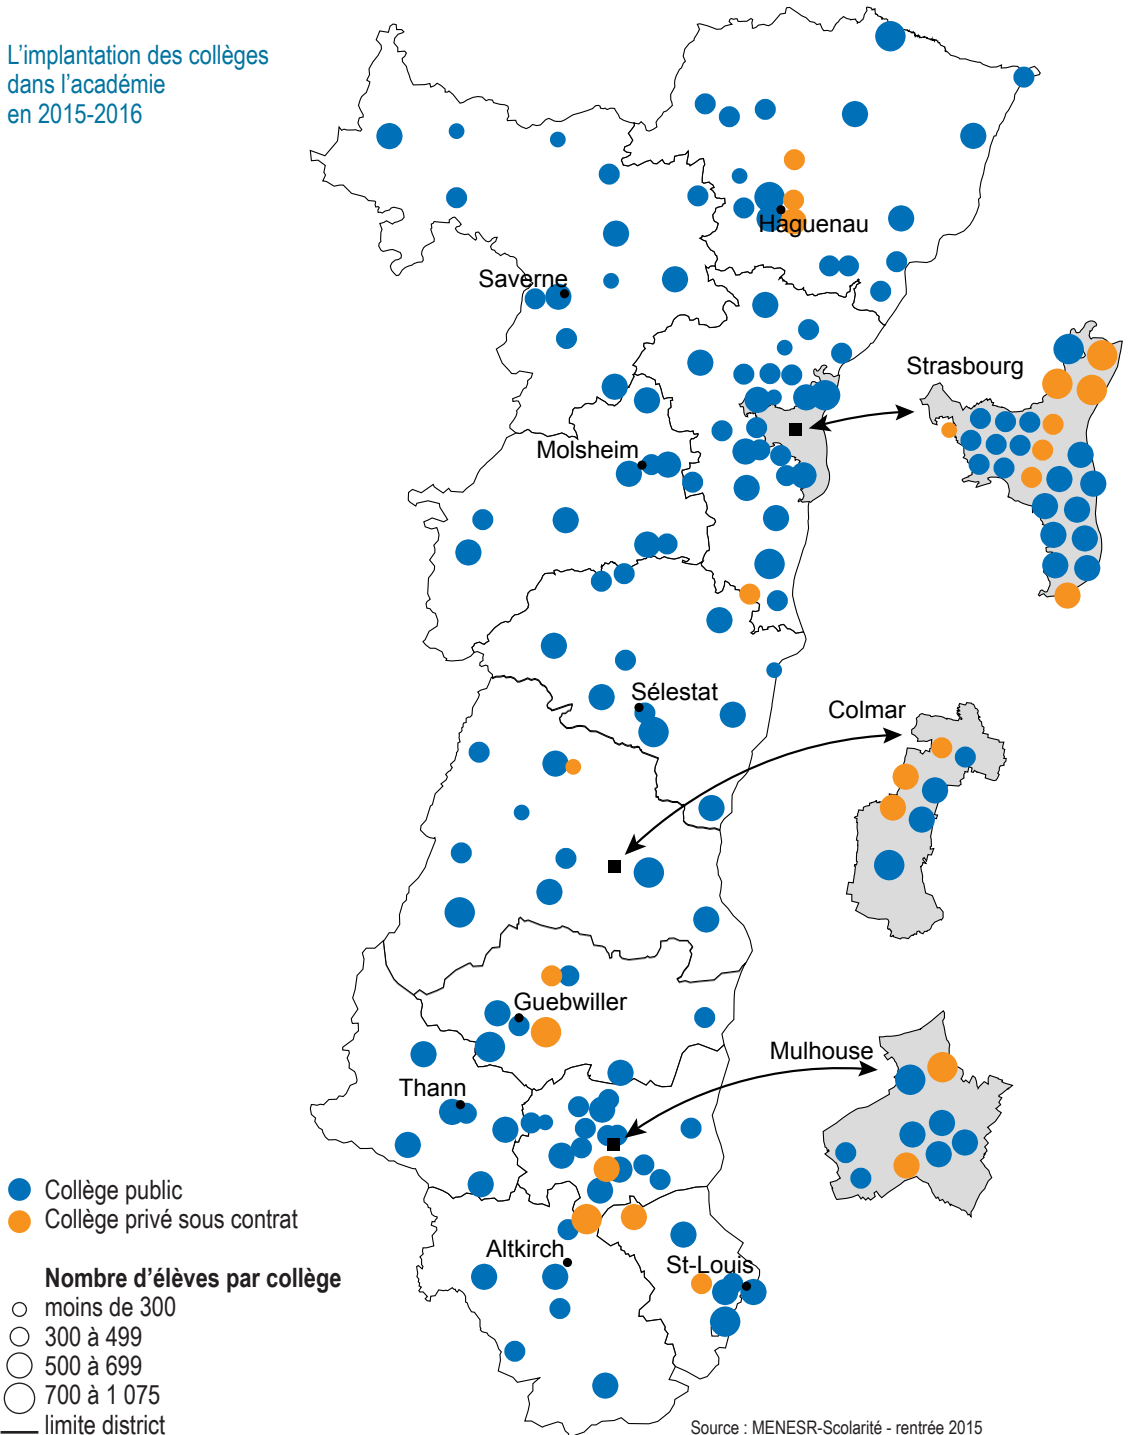 L’implantation des collèges
dans l’académie
en 2015-2016
Haguenau
Saverne
Strasbourg
Molsheim
Sélestat
Colmar
Guebwiller
Mulhouse
Thann
Collège public
Collège privé sous contrat
Altkirch
St-Louis
Nombre d’élèves par collège
moins de 300
300 à 499
500 à 699
700 à 1 075
limite district
Source : MENESR-Scolarité - rentrée 2015